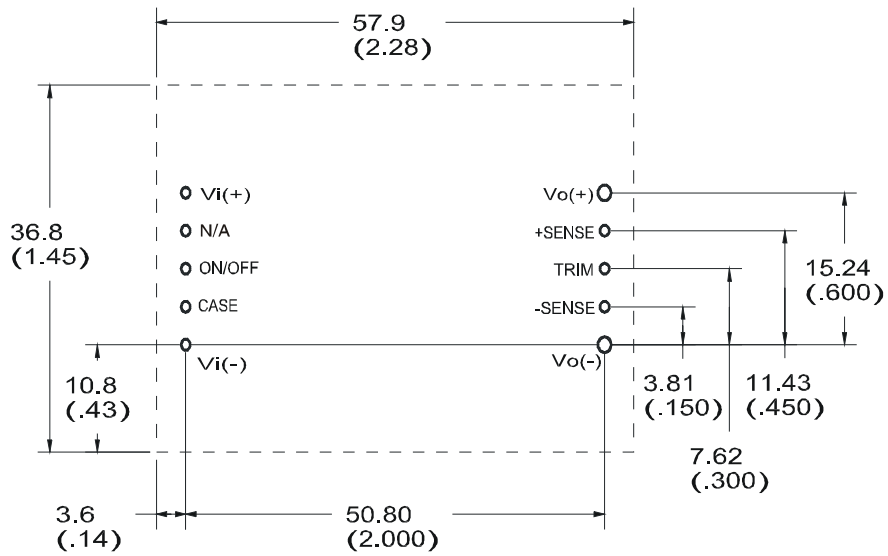 57.9
(2.28)
Vi(+)
Vo(+)
N/A
+SENSE
36.8
(1.45)
ON/OFF
TRIM
15.24
(.600)
CASE
-SENSE
Vi(-)
Vo(-)
10.8
(.43)
3.81
(.150)
11.43
(.450)
7.62
(.300)
3.6
(.14)
50.80
(2.000)